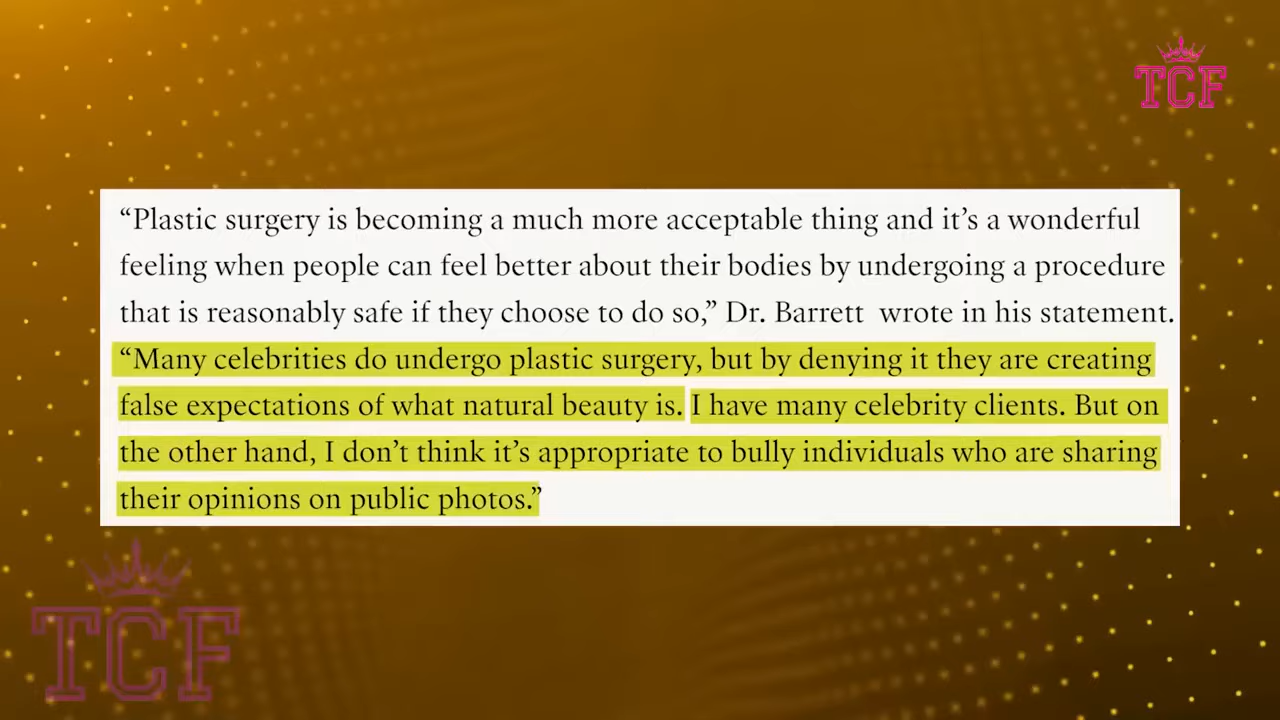 TCF
“Plastic surgery is becoming a much more acceptable thing and it’s a wonderful
feeling when people can feel better about their bodies by undergoing a procedure
that is reasonably safe if they choose to do so,” Dr. Barrett  wrote in his statement.
“Many celebrities do undergo plastic surgery, but by denying it they are creating
false expectations of what natural beauty is. I have many celebrity clients. But on
the other hand, I don’t think it’s appropriate to bully individuals who are sharing
their opinions on public photos.”
TCF